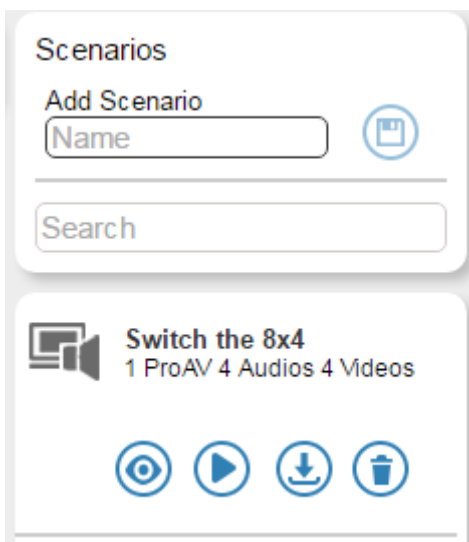 Scenarios
Add Scenario
Name
Search
Switch the 8x4
1 ProAV 4 Audios 4 Videos